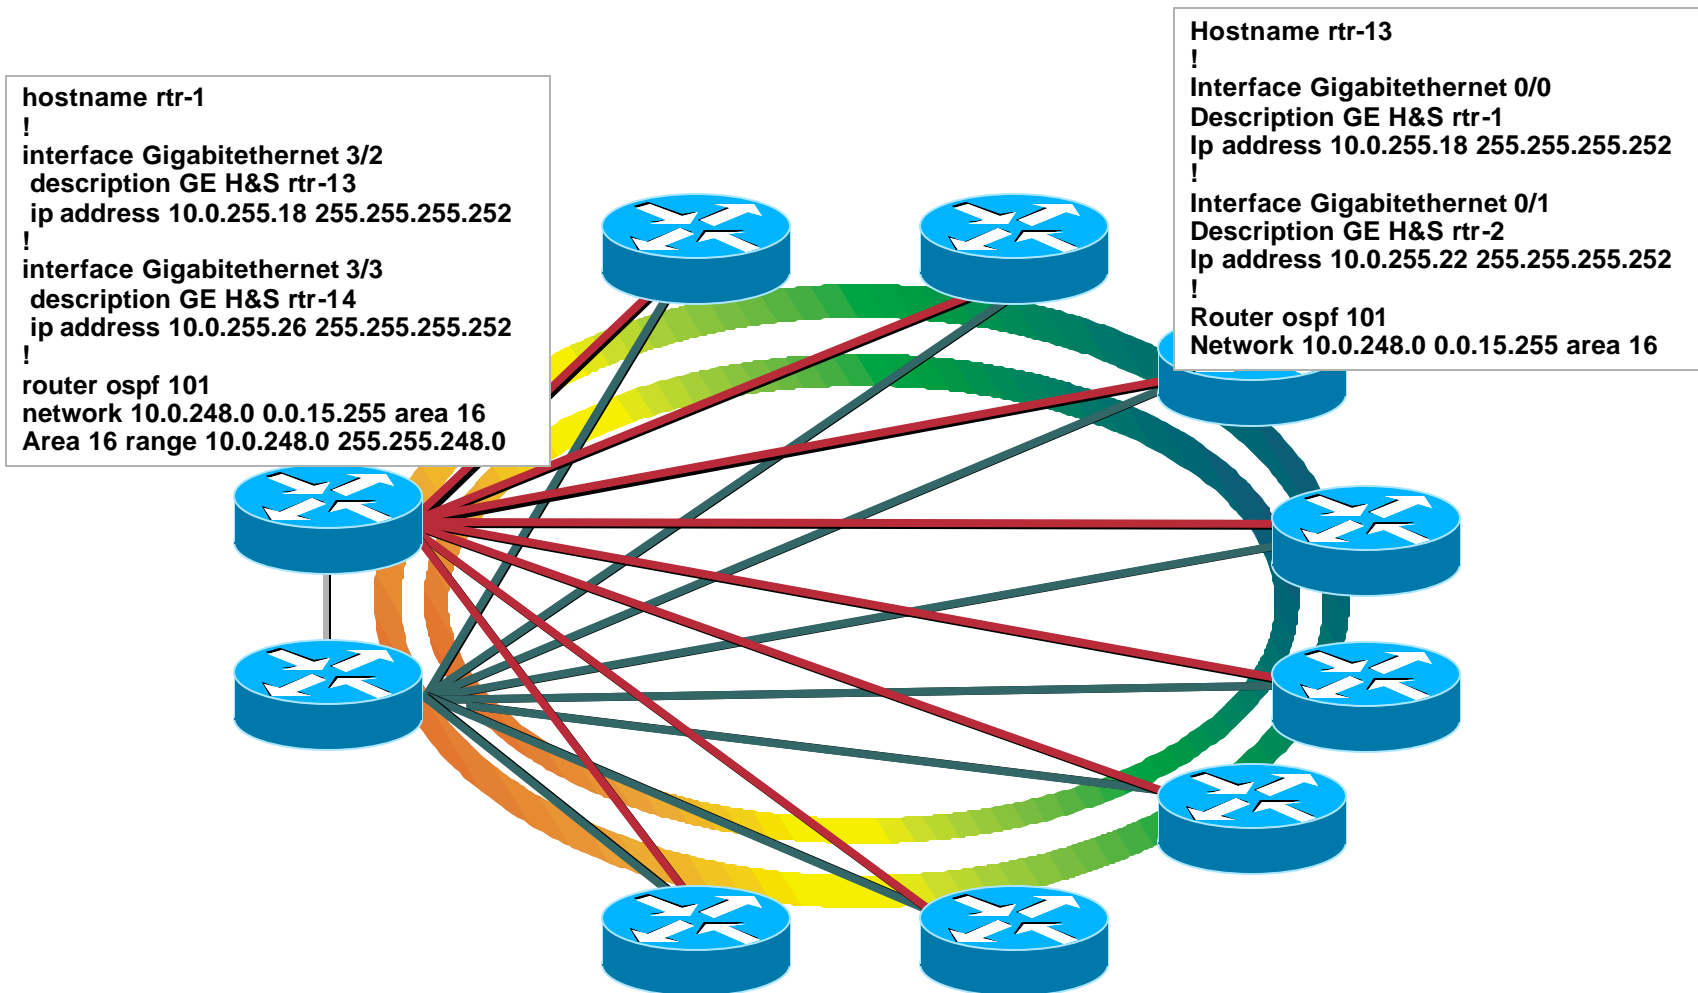 hostname rtr-1
!
interface Gigabitethernet 3/2
description GE H&S rtr-13
ip address 10.0.255.18 255.255.255.252
!
interface Gigabitethernet 3/3
description GE H&S rtr-14
ip address 10.0.255.26 255.255.255.252
!
router ospf 101
network 10.0.248.0 0.0.15.255 area 16
Area 16 range 10.0.248.0 255.255.248.0
Hostname rtr-13
!
Interface Gigabitethernet 0/0
Description GE H&S rtr-1
Ip address 10.0.255.18 255.255.255.252
!
Interface Gigabitethernet 0/1
Description GE H&S rtr-2
Ip address 10.0.255.22 255.255.255.252
!
Router ospf 101
Network 10.0.248.0 0.0.15.255 area 16